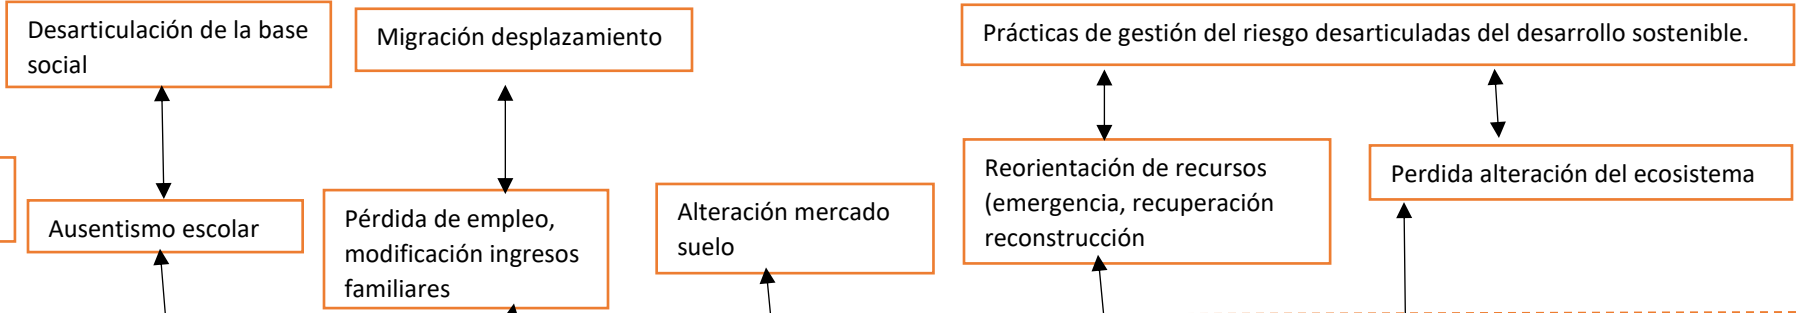 Desarticulación de la base
social
Migración desplazamiento
Prácticas de gestión del riesgo desarticuladas del desarrollo sostenible.
Ausentismo escolar
Pérdida de empleo,
modificación ingresos
familiares
Alteración mercado
suelo
Reorientación de recursos
(emergencia, recuperación
reconstrucción
Perdida alteración del ecosistema